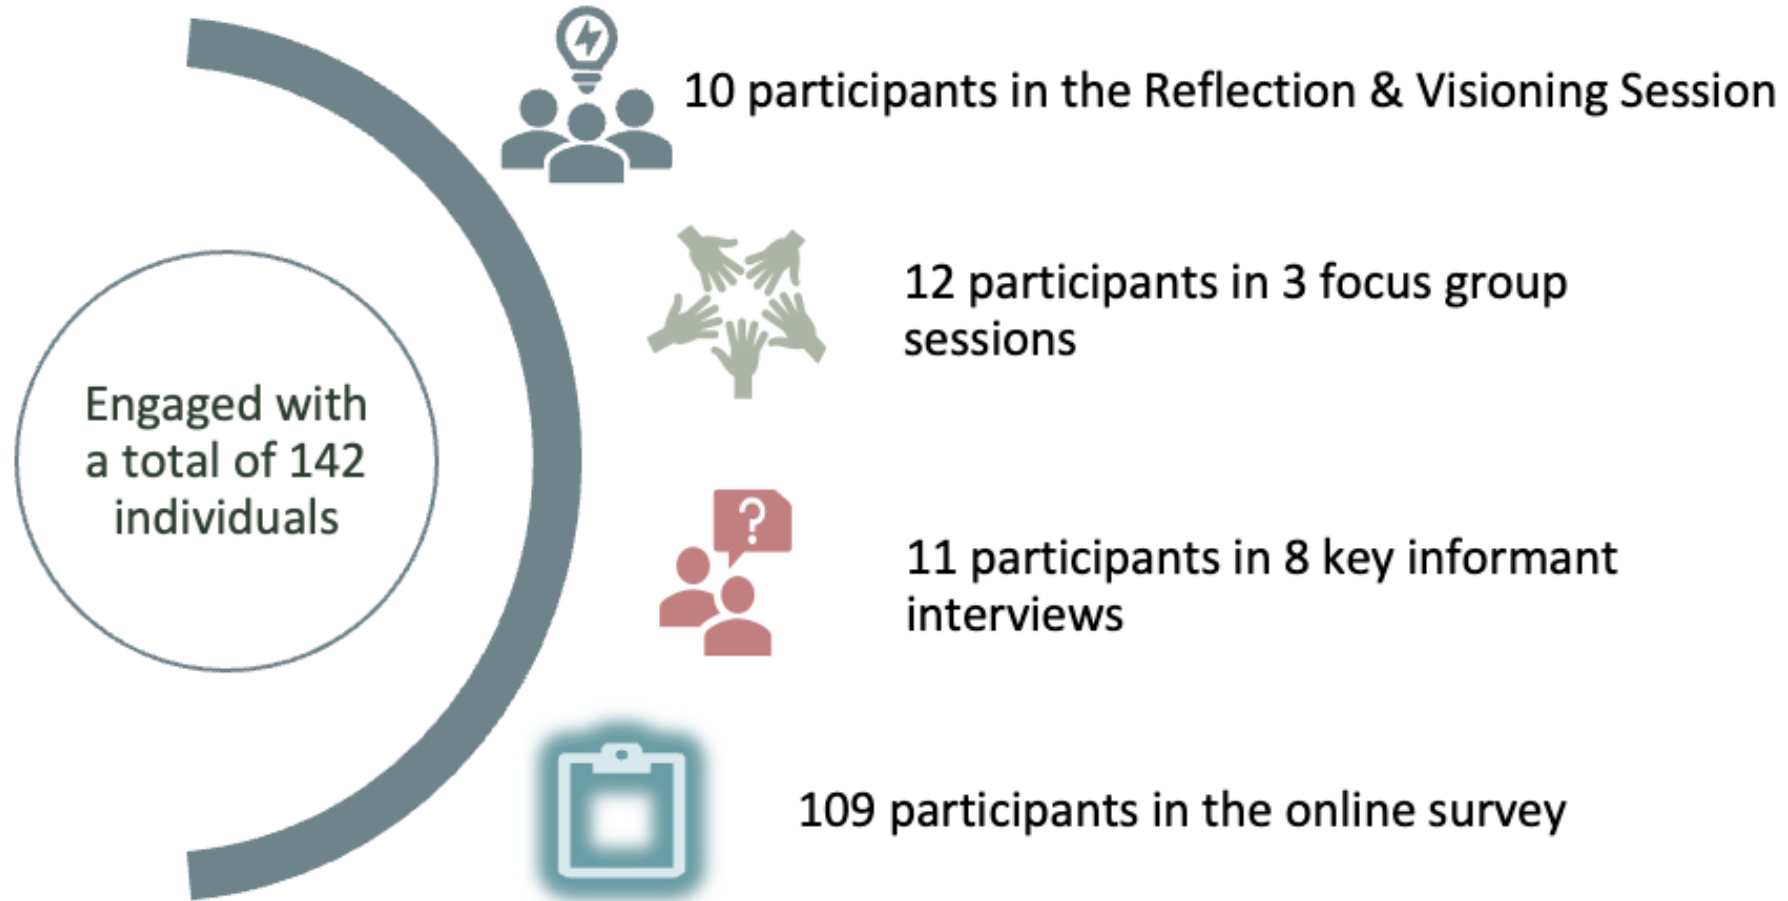 10 participants in the Reflection & Visioning Session
12 participants in 3 focus group
sessions
Engaged with
a total of 142
individuals
?
11 participants in 8 key informant
interviews
109 participants in the online survey